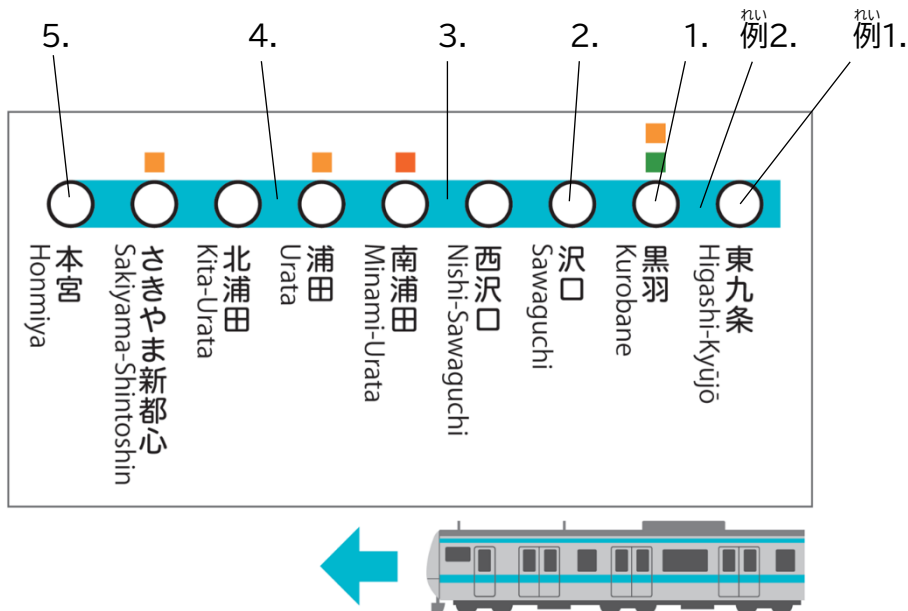 5.
4.
3.
2.
1.
れい
例2.
れい
例1.
本宮
Honmiya
さきやま新都心
Sakiyama-Shintoshin
北浦田
Kita-Urata
浦田
Urata
南浦田
Minami-Urata
西沢口
Nishi-Sawaguchi
沢口
Sawaguchi
黒羽
Kurobane
東九条
Higashi-Kyūjō